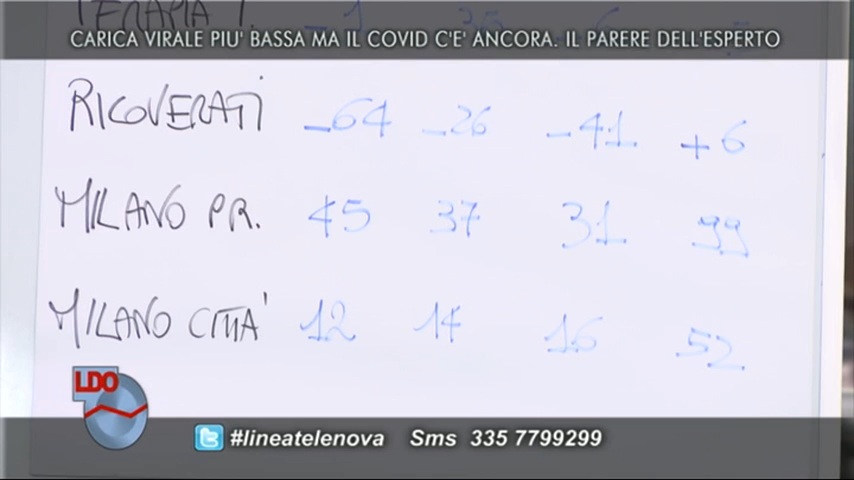 TERAPIA I.
CARICA VIRALE PIU' BASSA MA IL COVID C'E' ANCORA. IL PARERE DELL'ESPERTO
RICOVERATI -64 -26 -41 +6
MILANO PR. 45 37 31 99
MILANO CITTA' 12 14 16 52
LDO
#lineatelenova Sms 335 7799299